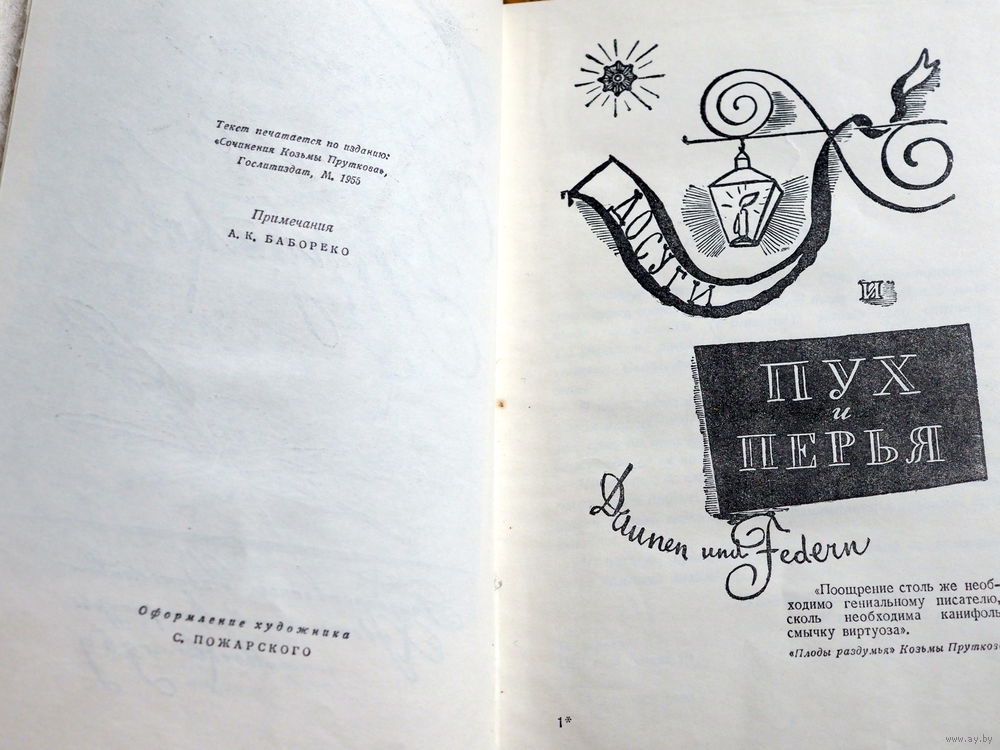 Текст печатается по изданию:
«Сочинения Козьмы Пруткова»,
Гослитиздат, М. 1955
Примечания
А. К. БАБОРЕКО
Оформление художника
С. ПОЖАРСКОГО
ДОСУГИ
И
ПУХ
и
ПЕРЬЯ
Daunen und Federn
«Поощрение столь же необ-
ходимо гениальному писателю,
сколь необходима канифоль
смычку виртуоза».
«Плоды раздумья» Козьмы Пруткова
1*
www.ay.by